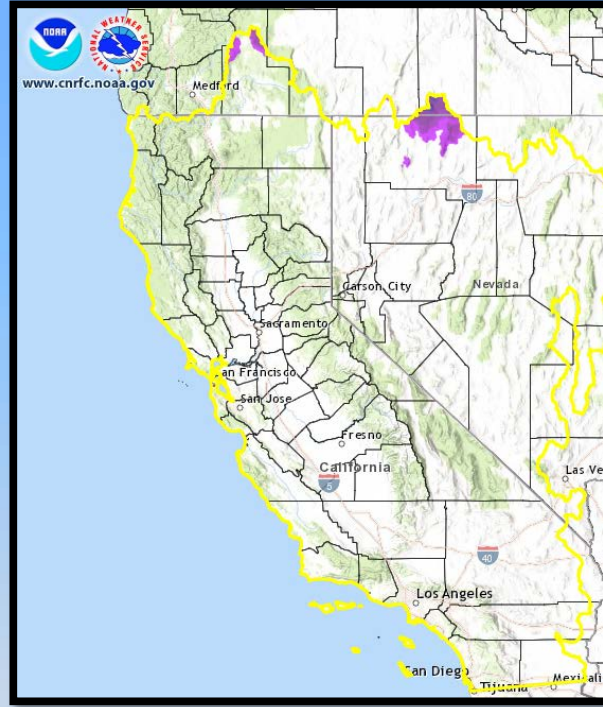 NOAA
NATIONAL WEATHER SERVICE
www.cnrfc.noaa.gov
Medford
80
Carson City
Nevada
Sacramento
an Francisco
San Jose
Fresno
California
5
Las Ve
40
Los Angeles
San Diego
Tijuana
Mexicali